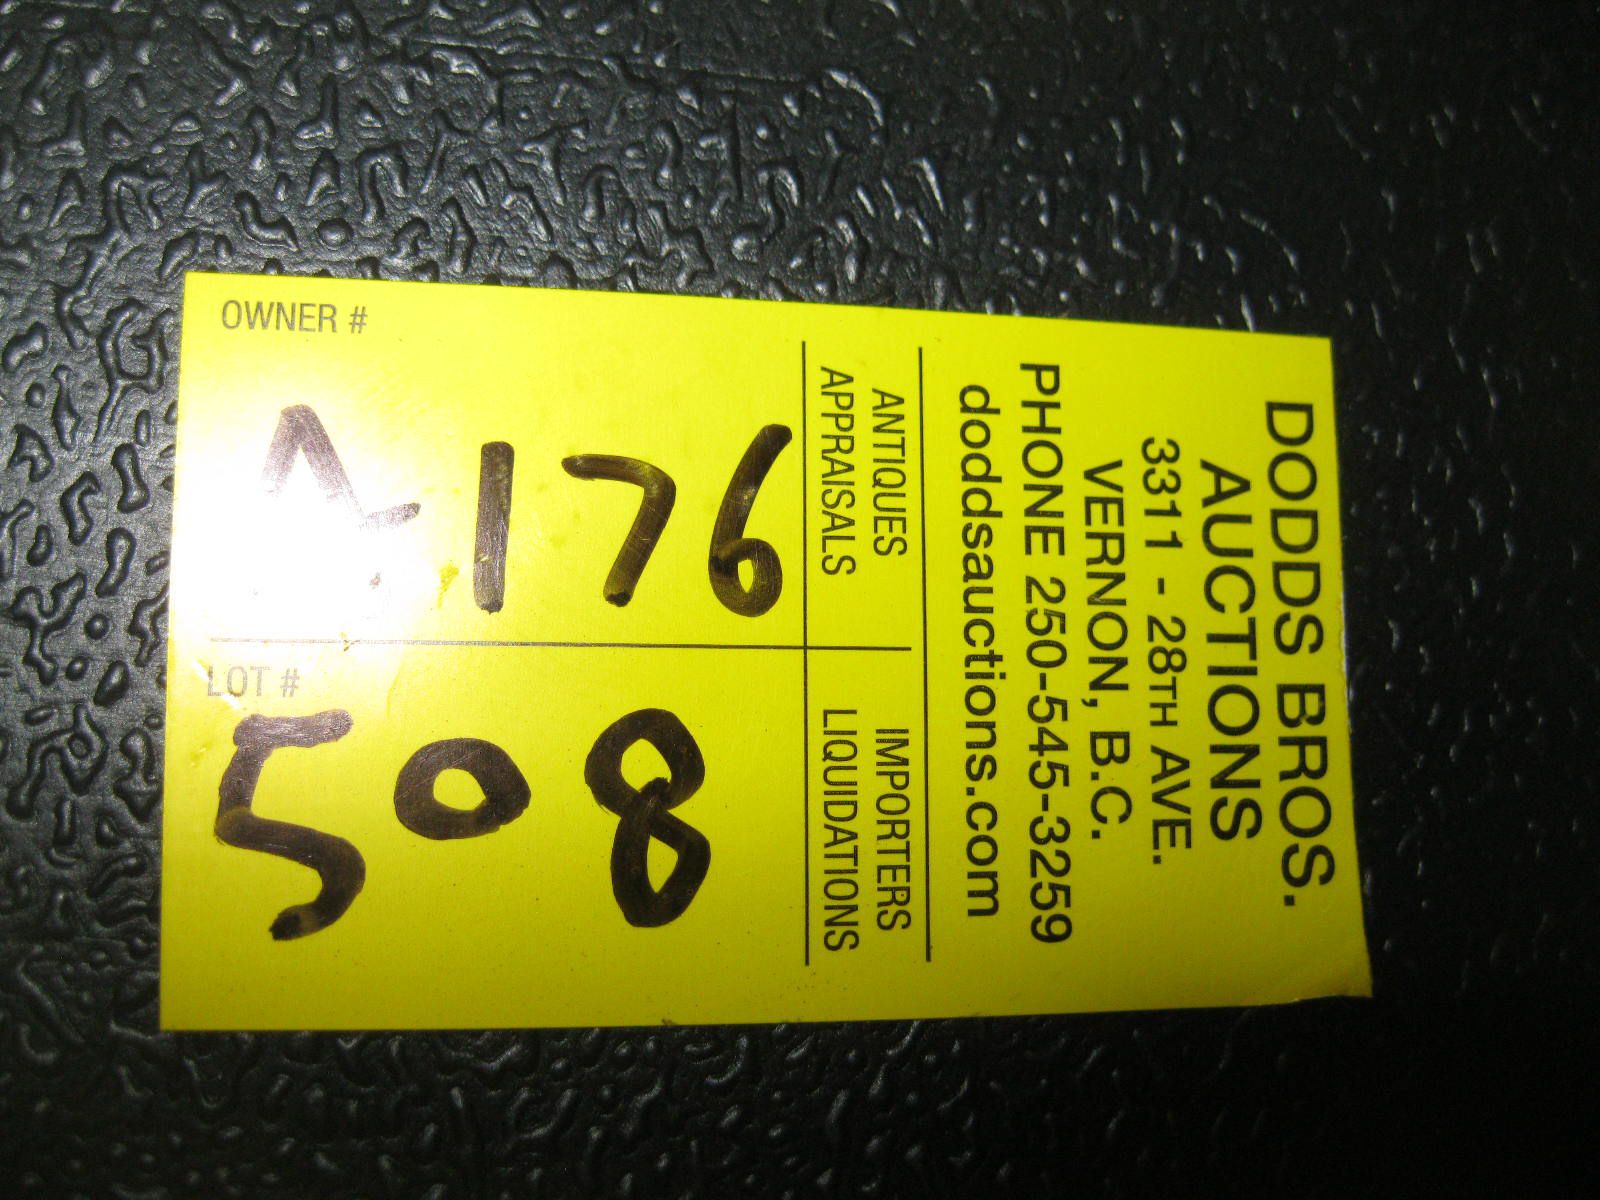 DODDS BROS.
AUCTIONS
3311 - 28TH AVE.
VERNON, B.C.
PHONE 250-545-3259
doddsauctions.com
ANTIQUES
APPRAISALS
IMPORTERS
LIQUIDATIONS
OWNER #
176
LOT #
508